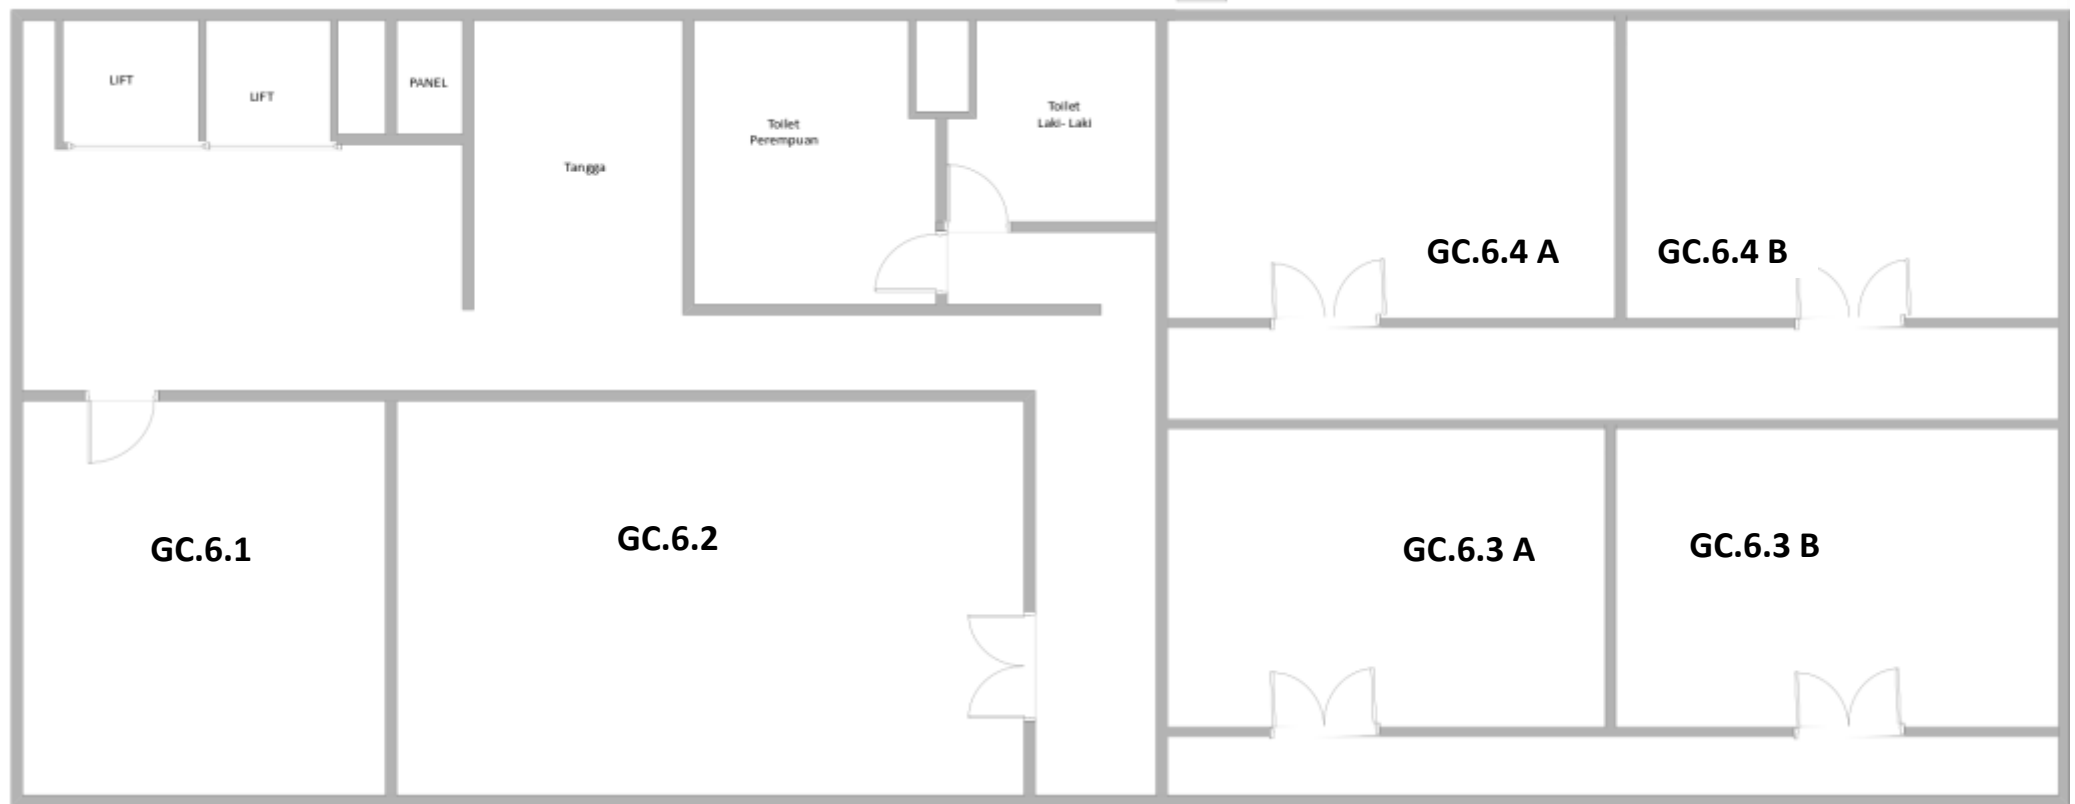 LIFT
LIFT
PANEL
Tangga
Toilet
Perempuan
Toilet
Laki- Laki
GC.6.4 A
GC.6.4 B
GC.6.1
GC.6.2
GC.6.3 A
GC.6.3 B